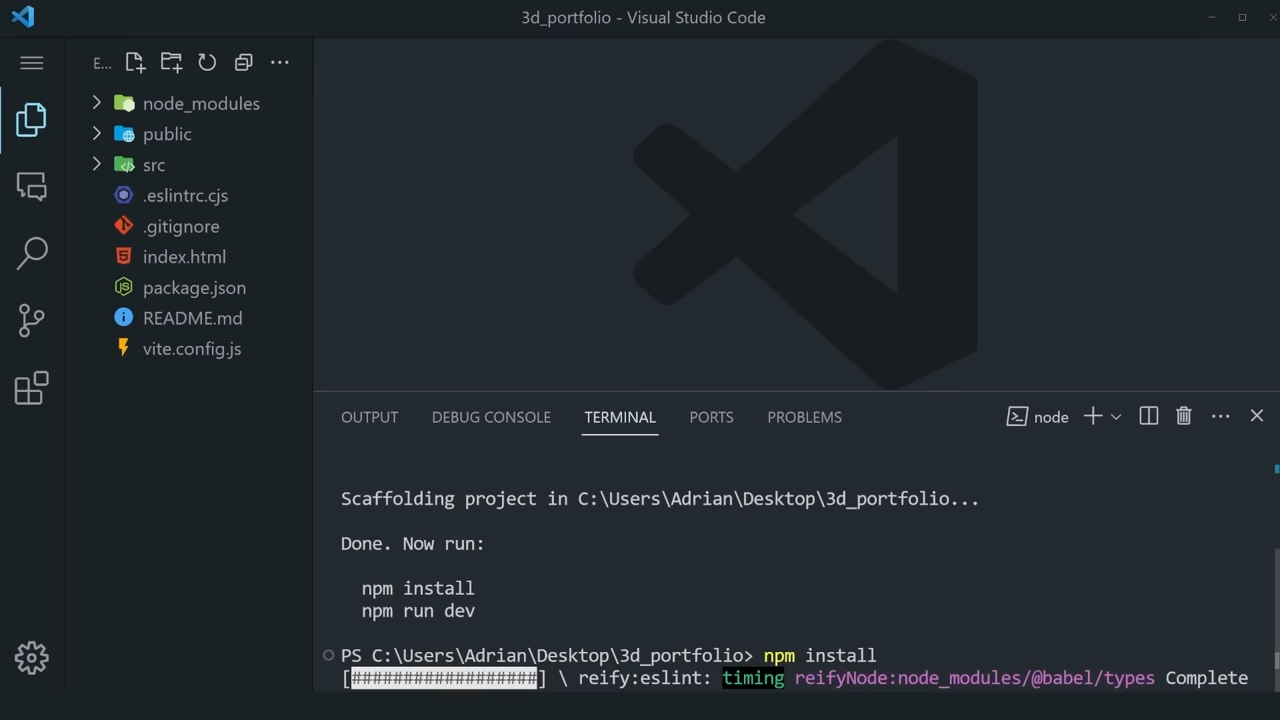 3d_portfolio - Visual Studio Code
E...
node_modules
public
src
.eslintrc.cjs
.gitignore
index.html
package.json
README.md
vite.config.js
OUTPUT DEBUG CONSOLE TERMINAL PORTS PROBLEMS node
Scaffolding project in C:\Users\Adrian\Desktop\3d_portfolio...
Done. Now run:
npm install
npm run dev
PS C:\Users\Adrian\Desktop\3d_portfolio> npm install
[##################] \ reify:eslint: timing reifyNode:node_modules/@babel/types Complete